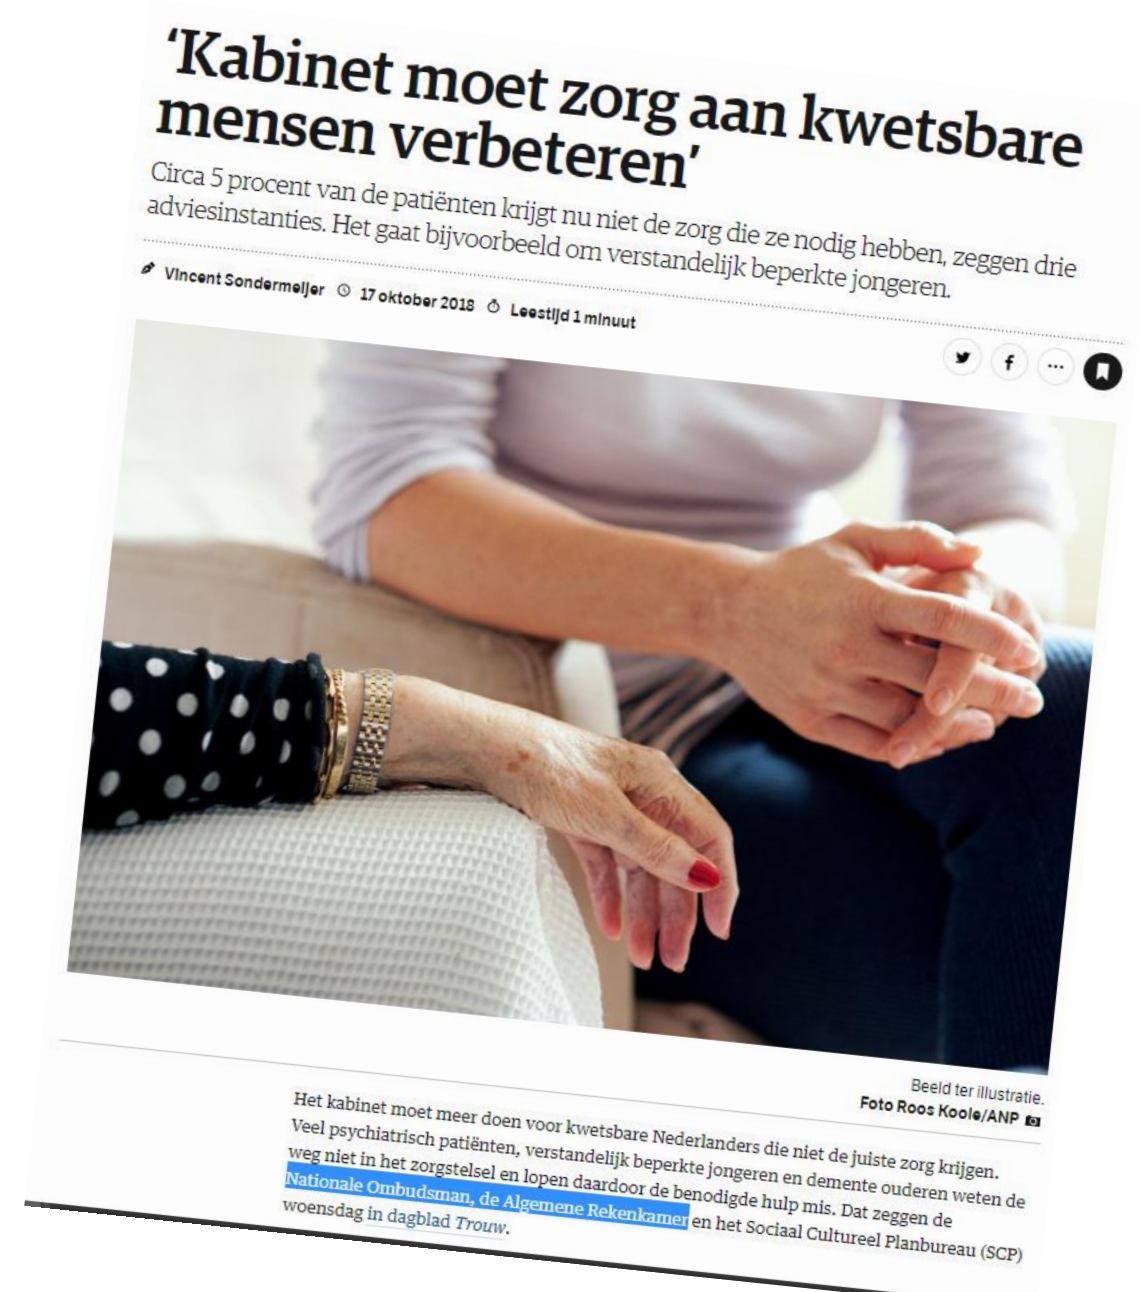 ‘Kabinet moet zorg aan kwetsbare
mensen verbeteren’
Circa 5 procent van de patiënten krijgt nu niet de zorg die ze nodig hebben, zeggen drie
adviesinstanties. Het gaat bijvoorbeeld om verstandelijk beperkte jongeren.
Vincent Sondermeijer 17 oktober 2018 Leestijd 1 minuut
Beeld ter illustratie.
Foto Roos Koole/ANP
Het kabinet moet meer doen voor kwetsbare Nederlanders die niet de juiste zorg krijgen.
Veel psychiatrisch patiënten, verstandelijk beperkte jongeren en demente ouderen weten de
weg niet in het zorgstelsel en lopen daardoor de benodigde hulp mis. Dat zeggen de
Nationale Ombudsman, de Algemene Rekenkamer en het Sociaal Cultureel Planbureau (SCP)
woensdag in dagblad Trouw.